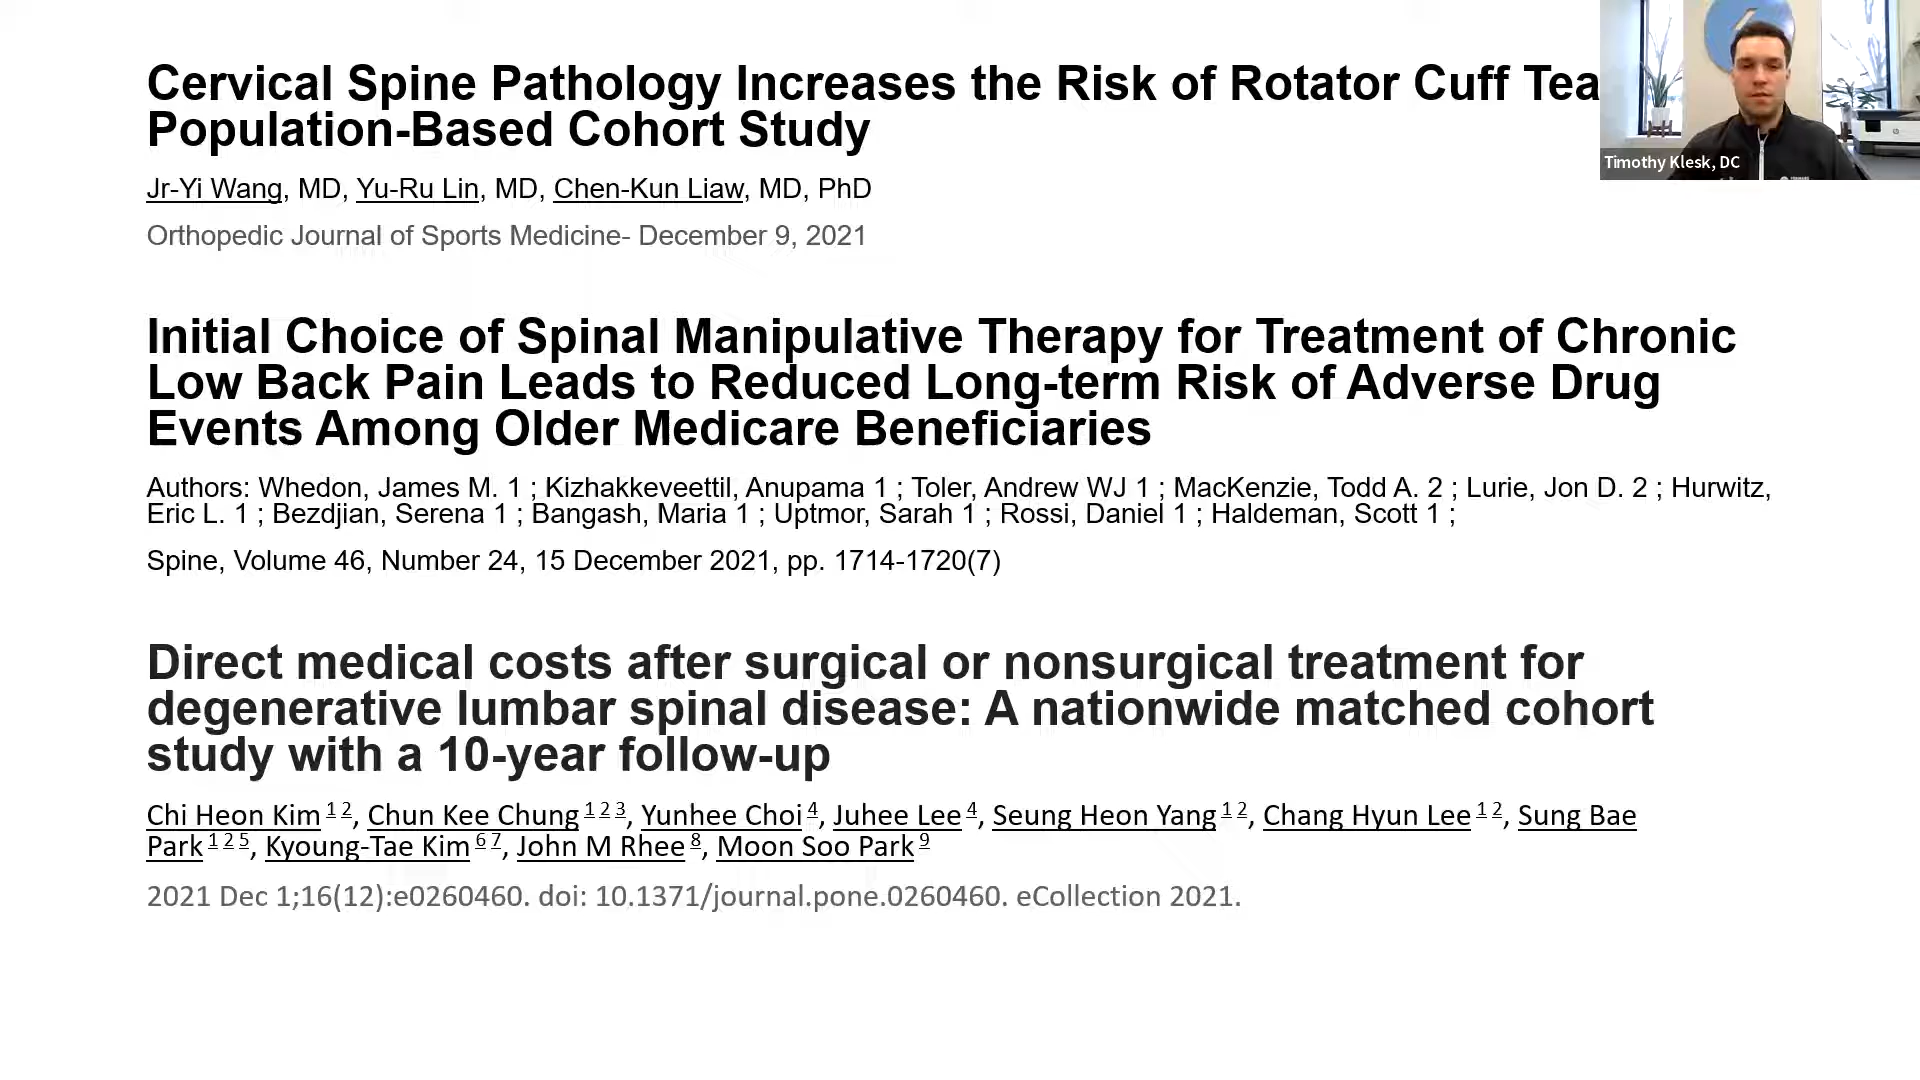 Cervical Spine Pathology Increases the Risk of Rotator Cuff Tea
Population-Based Cohort Study
Jr-Yi Wang, MD, Yu-Ru Lin, MD, Chen-Kun Liaw, MD, PhD
Orthopedic Journal of Sports Medicine- December 9, 2021
Timothy Klesk, DC
Initial Choice of Spinal Manipulative Therapy for Treatment of Chronic
Low Back Pain Leads to Reduced Long-term Risk of Adverse Drug
Events Among Older Medicare Beneficiaries
Authors: Whedon, James M. 1 ; Kizhakkeveettil, Anupama 1 ; Toler, Andrew WJ 1 ; MacKenzie, Todd A. 2 ; Lurie, Jon D. 2 ; Hurwitz,
Eric L. 1 ; Bezdjian, Serena 1 ; Bangash, Maria 1 ; Uptmor, Sarah 1 ; Rossi, Daniel 1 ; Haldeman, Scott 1 ;
Spine, Volume 46, Number 24, 15 December 2021, pp. 1714-1720(7)
Direct medical costs after surgical or nonsurgical treatment for
degenerative lumbar spinal disease: A nationwide matched cohort
study with a 10-year follow-up
Chi Heon Kim 1 2, Chun Kee Chung 1 2 3, Yunhee Choi 4, Juhee Lee 4, Seung Heon Yang 1 2, Chang Hyun Lee 1 2, Sung Bae
Park 1 2 5, Kyoung-Tae Kim 6 7, John M Rhee 8, Moon Soo Park 9
2021 Dec 1;16(12):e0260460. doi: 10.1371/journal.pone.0260460. eCollection 2021.